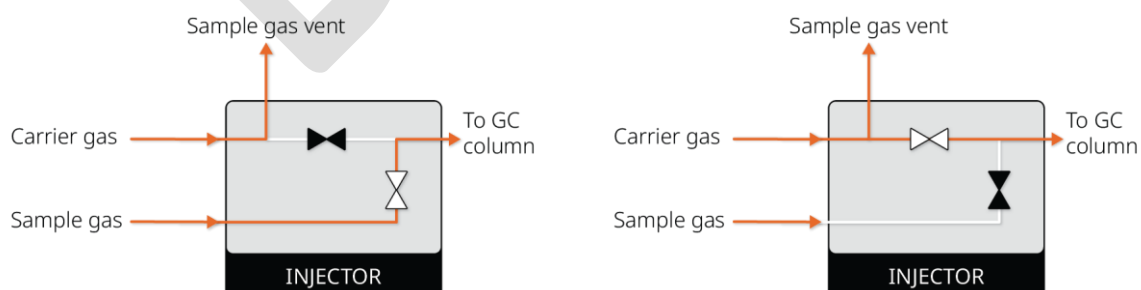 Sample gas vent
Carrier gas
To GC
column
Sample gas
INJECTOR
Sample gas vent
Carrier gas
To GC
column
Sample gas
INJECTOR